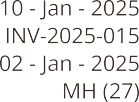 10 - Jan - 2025
INV-2025-015
02 - Jan - 2025
MH (27)